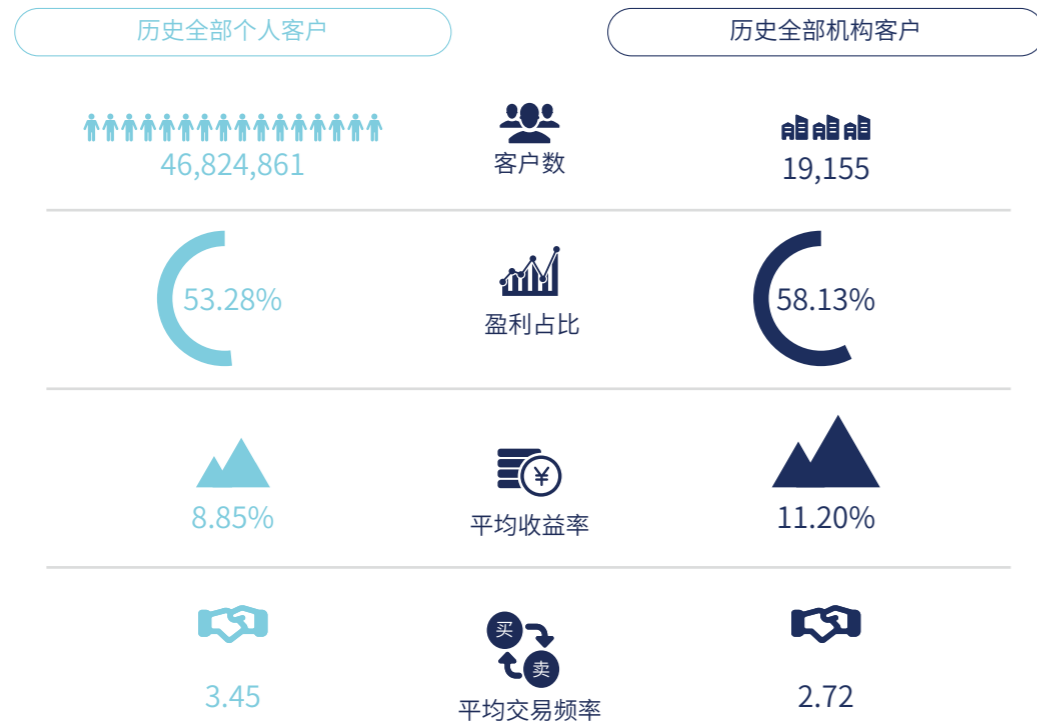 历史全部个人客户
历史全部机构客户
46,824,861
客户数
19,155
53.28%
盈利占比
58.13%
¥
8.85%
平均收益率
11.20%
买
卖
3.45
平均交易频率
2.72